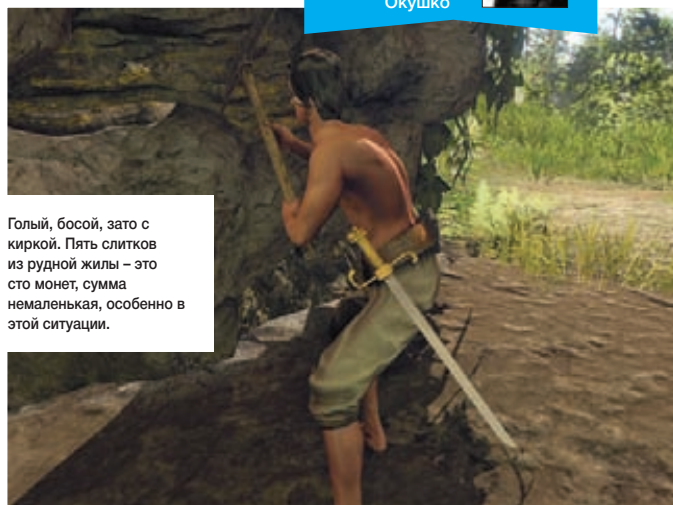 Окушко
Голый, босой, зато с
киркой. Пять слитков
из рудной жилы – это
сто монет, сумма
немаленькая, особенно в
этой ситуации.